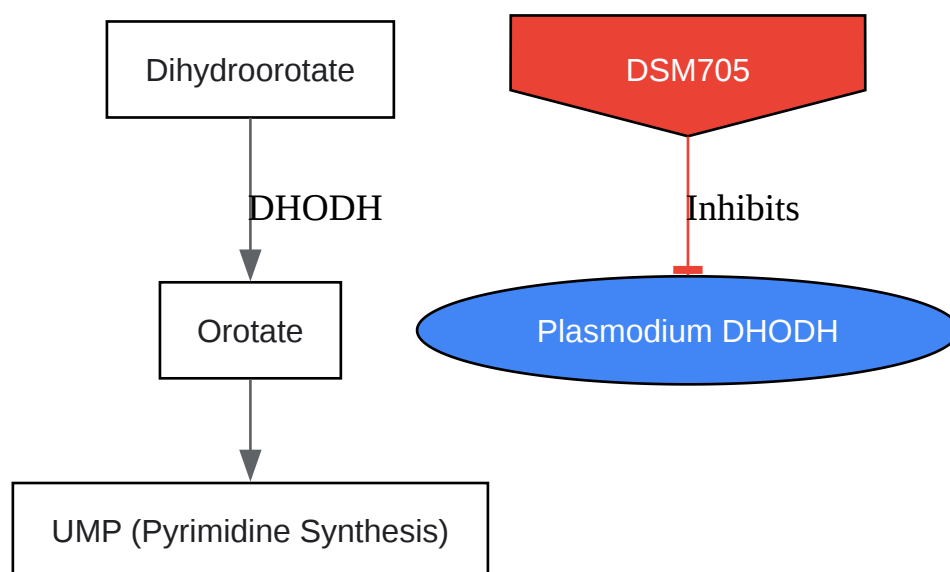 Dihydroorotate
DSM705
DHODH
Inhibits
Orotate
Plasmodium DHODH
UMP (Pyrimidine Synthesis)